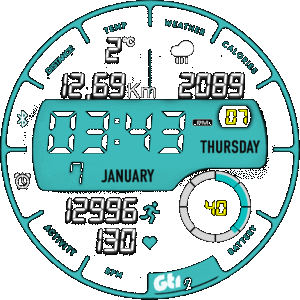 TEMP
WEATHER
CALORIES
2°C
12,69 Km
2089
03:43
07
THURSDAY
7 JANUARY
12996
40
130
ACTIVITY
BPM
BATTERY
Gti 2